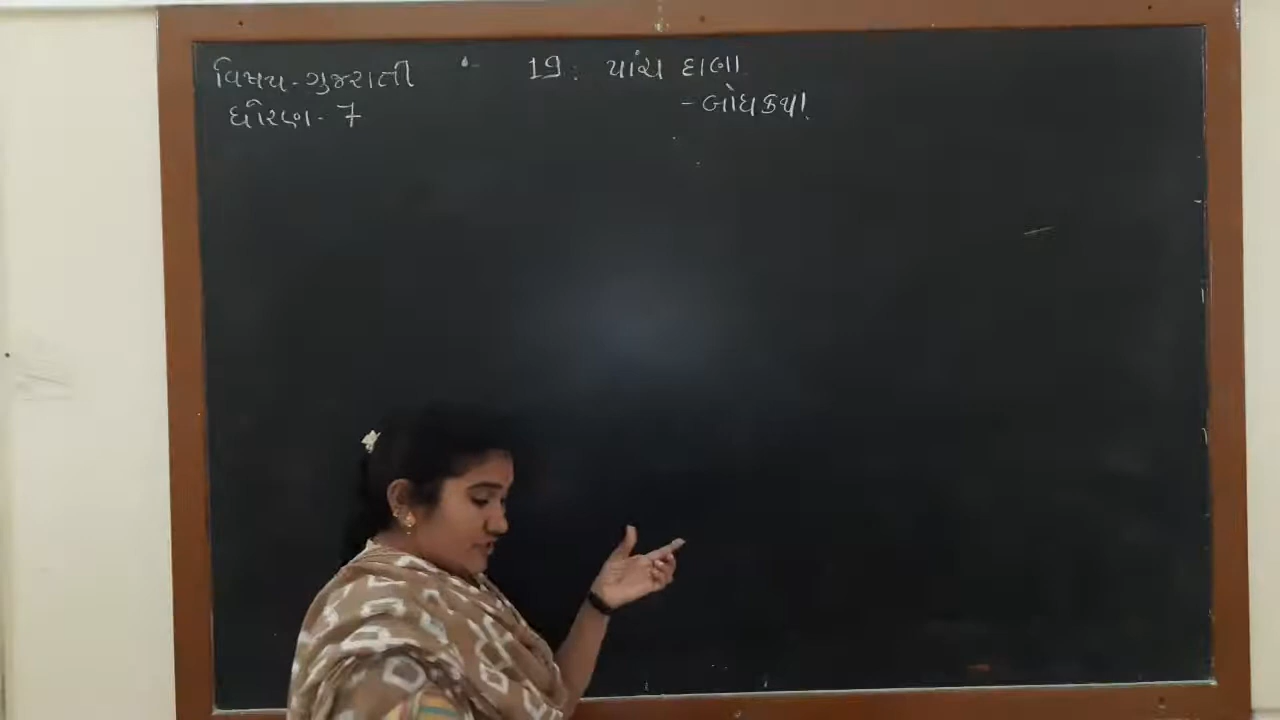 વિષય - ગુજરાતી
ધોરણ - 7
19 : પાંચ દાણા
- બોધકથા